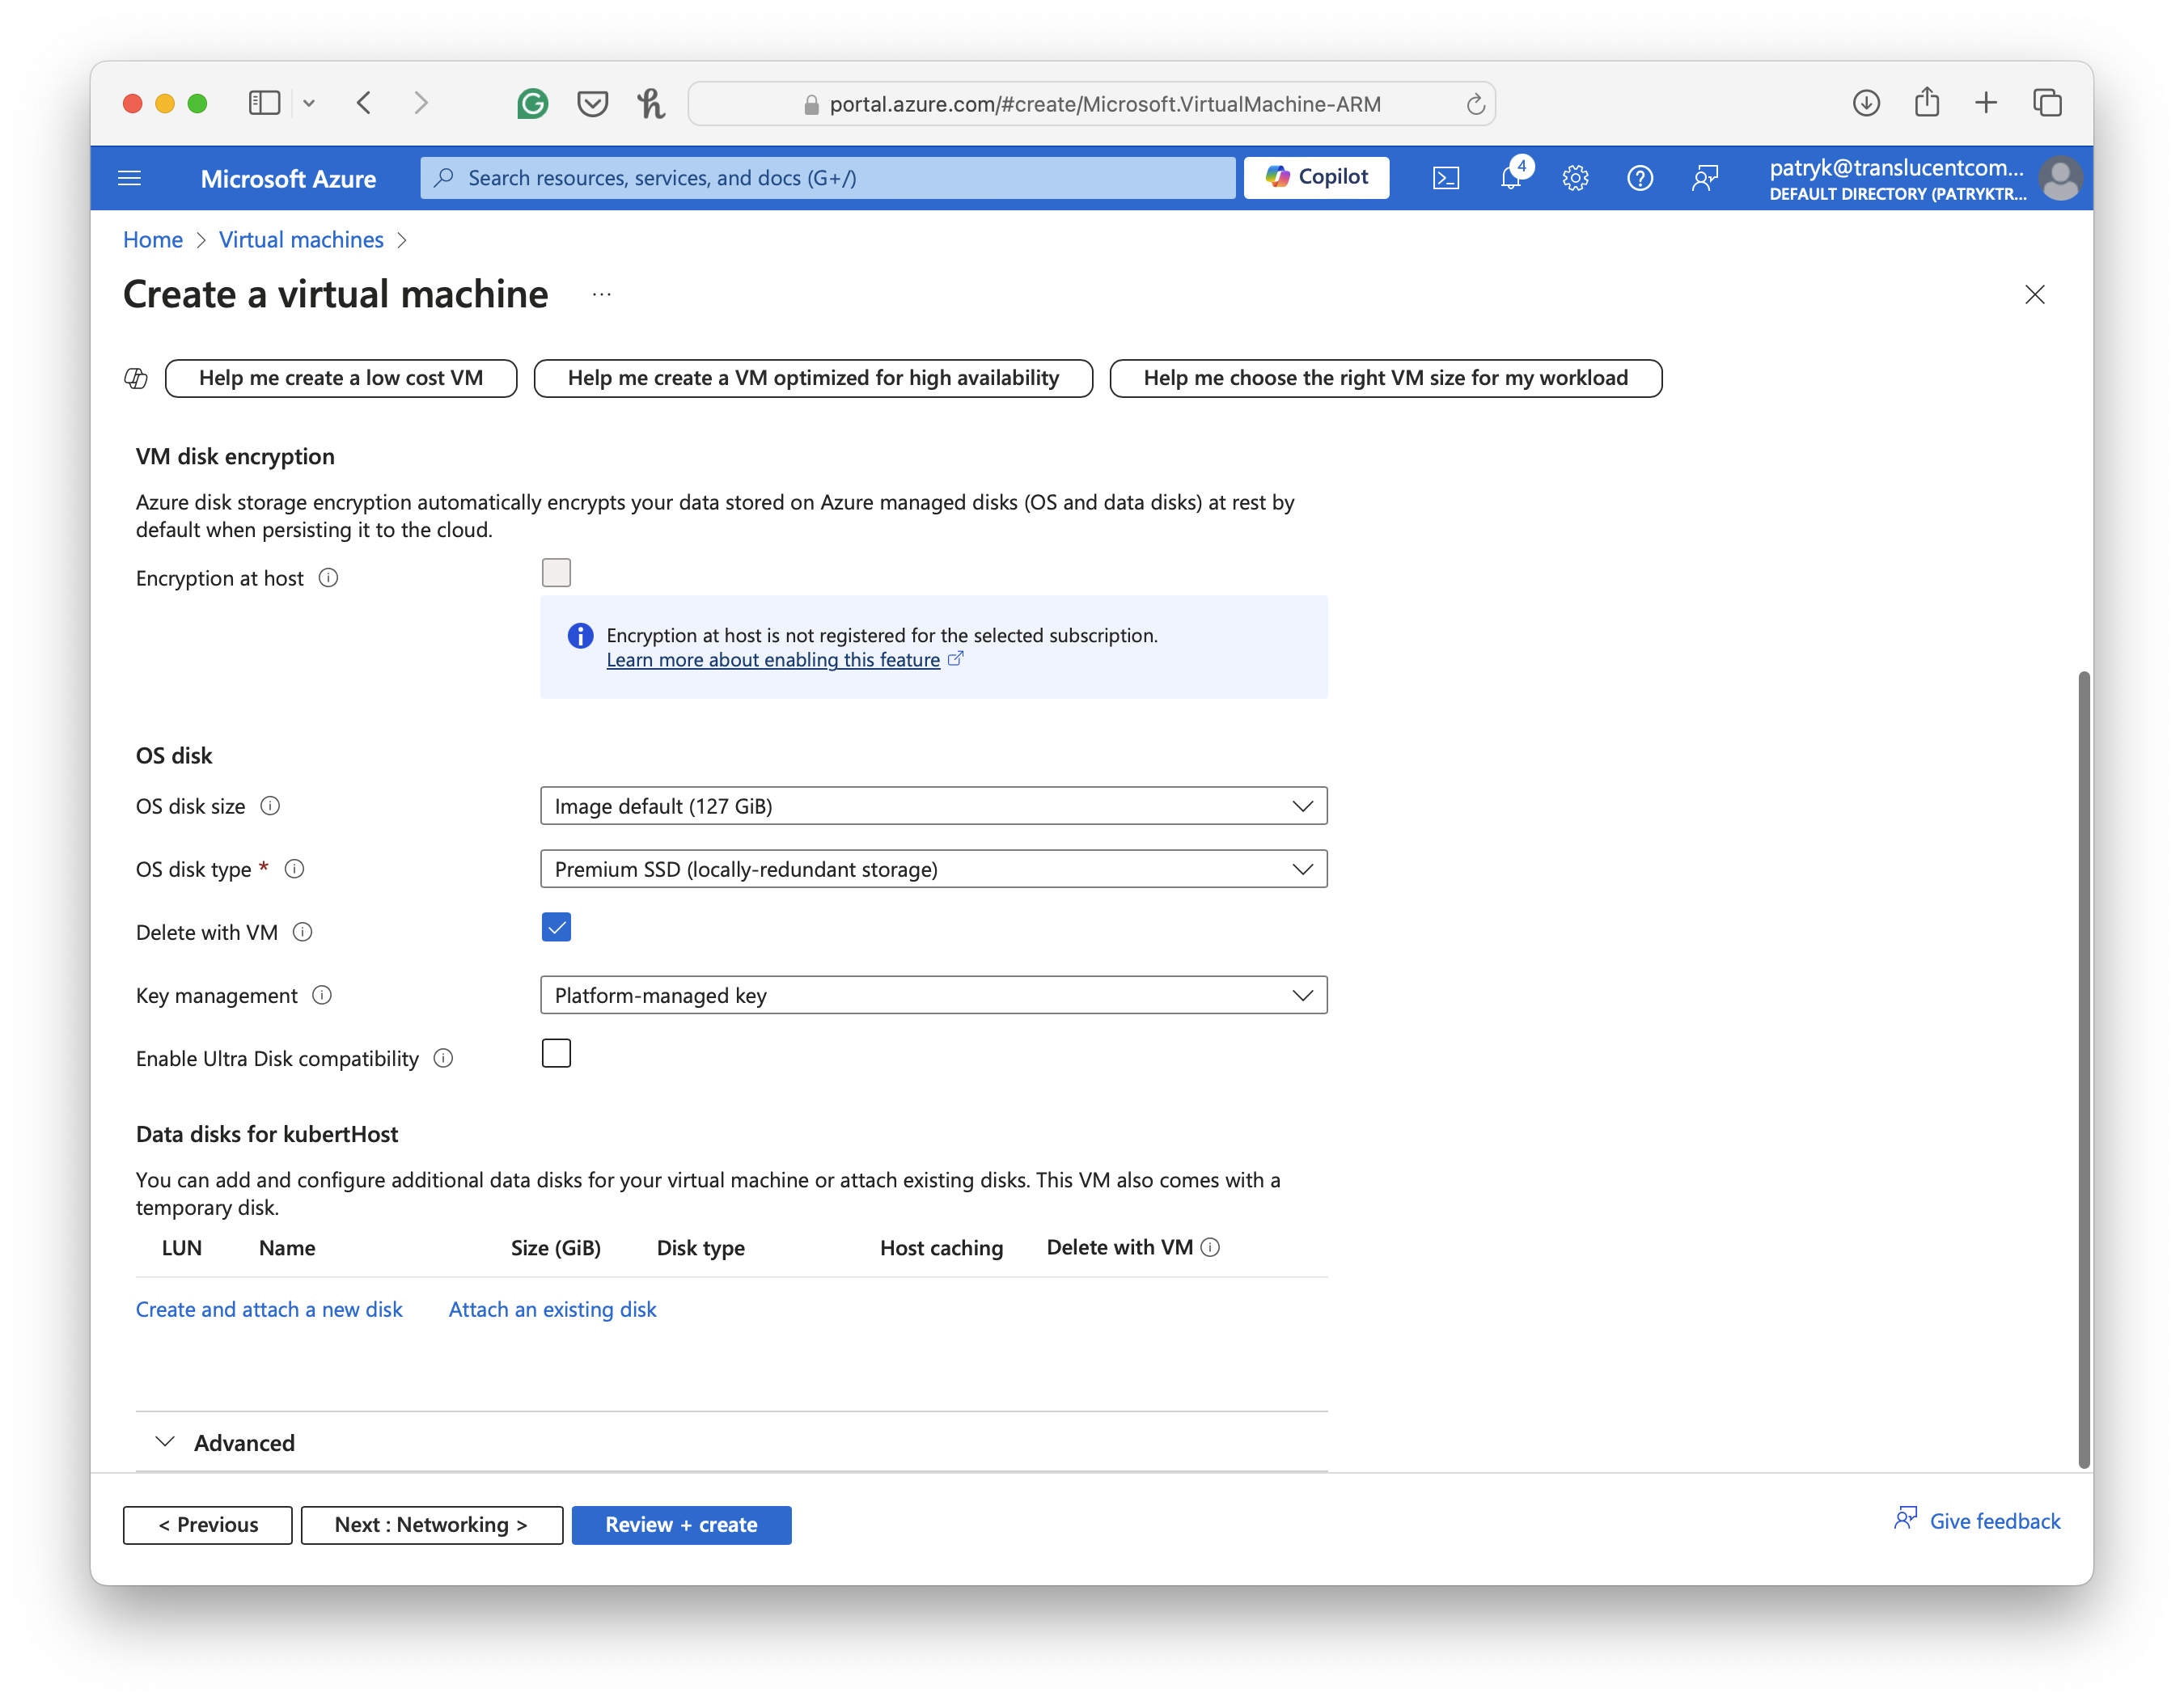 portal.azure.com/#create/Microsoft.VirtualMachine-ARM
Microsoft Azure
Search resources, services, and docs (G+/)
Copilot
4
patryk@translucentcom...
DEFAULT DIRECTORY (PATRYKTR...
Home > Virtual machines >
Create a virtual machine ...
Help me create a low cost VM
Help me create a VM optimized for high availability
Help me choose the right VM size for my workload
VM disk encryption
Azure disk storage encryption automatically encrypts your data stored on Azure managed disks (OS and data disks) at rest by
default when persisting it to the cloud.
Encryption at host
Encryption at host is not registered for the selected subscription.
Learn more about enabling this feature
OS disk
OS disk size
Image default (127 GiB)
OS disk type *
Premium SSD (locally-redundant storage)
Delete with VM
Key management
Platform-managed key
Enable Ultra Disk compatibility
Data disks for kubertHost
You can add and configure additional data disks for your virtual machine or attach existing disks. This VM also comes with a
temporary disk.
LUN Name Size (GiB) Disk type Host caching Delete with VM
Create and attach a new disk Attach an existing disk
Advanced
< Previous
Next : Networking >
Review + create
Give feedback